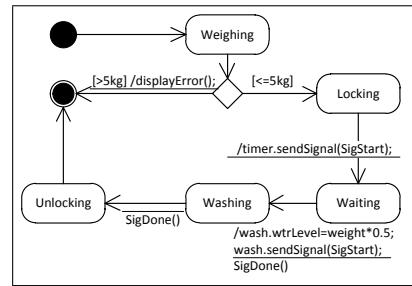 Weighing
[>5kg] /displayError();
[<=5kg]
Locking
/timer.sendSignal(SigStart);
Unlocking
Washing
Waiting
SigDone()
/wash.wtrLevel=weight*0.5;
wash.sendSignal(SigStart);
SigDone()